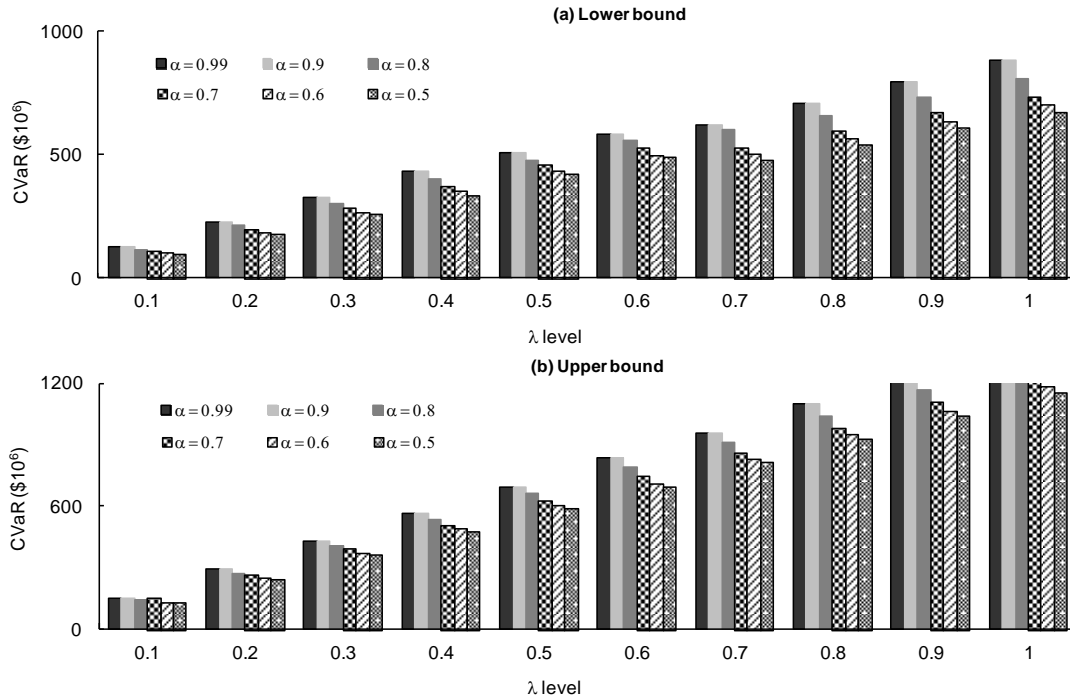 (a) Lower bound
1000
α = 0.99 α = 0.9 α = 0.8
α = 0.7 α = 0.6 α = 0.5
CVaR ($10⁶)
500
0
0.1 0.2 0.3 0.4 0.5 0.6 0.7 0.8 0.9 1
λ level
(b) Upper bound
1200
α = 0.99 α = 0.9 α = 0.8
α = 0.7 α = 0.6 α = 0.5
CVaR ($10⁶)
600
0
0.1 0.2 0.3 0.4 0.5 0.6 0.7 0.8 0.9 1
λ level